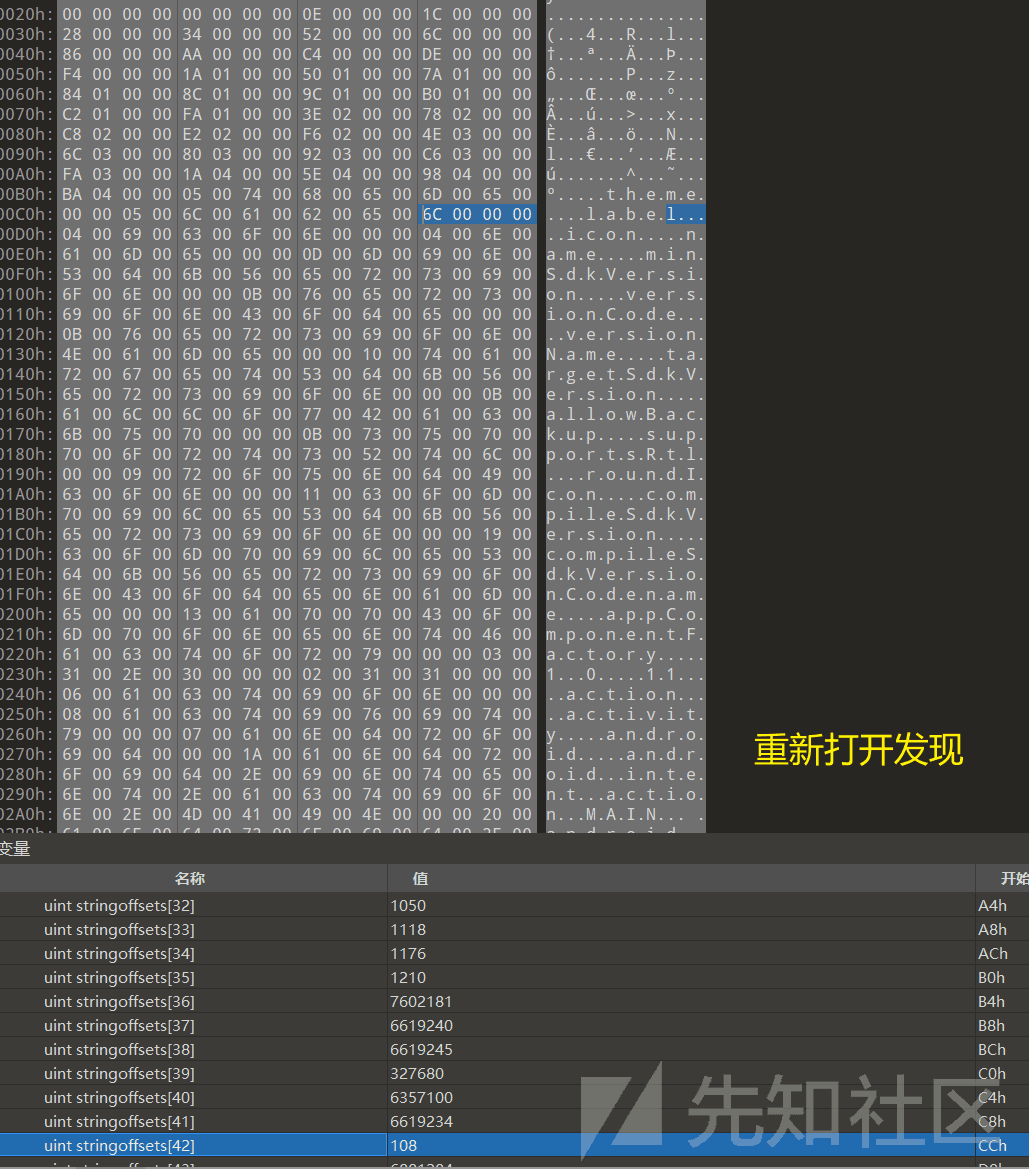 0020h: 00 00 00 00 00 00 00 00 0E 00 00 00 1C 00 00 00 ................
0030h: 28 00 00 00 34 00 00 00 52 00 00 00 6C 00 00 00 (...4...R...l...
0040h: 86 00 00 00 AA 00 00 00 C4 00 00 00 DE 00 00 00 †...ª...Ä...Þ...
0050h: F4 00 00 00 1A 01 00 00 50 01 00 00 7A 01 00 00 ô.......P...z...
0060h: 84 01 00 00 8C 01 00 00 9C 01 00 00 B0 01 00 00 „...Œ...œ...°...
0070h: C2 01 00 00 FA 01 00 00 3E 02 00 00 78 02 00 00 Â...ú...>...x...
0080h: C8 02 00 00 E2 02 00 00 F6 02 00 00 4E 03 00 00 È...â...ö...N...
0090h: 6C 03 00 00 80 03 00 00 92 03 00 00 C6 03 00 00 l...€...’...Æ...
00A0h: FA 03 00 00 1A 04 00 00 5E 04 00 00 98 04 00 00 ú.......^...˜...
00B0h: BA 04 00 00 05 00 74 00 68 00 65 00 6D 00 65 00 º.....t.h.e.m.e.
00C0h: 00 00 05 00 6C 00 61 00 62 00 65 00 6C 00 00 00 ....l.a.b.e.l...
00D0h: 04 00 69 00 63 00 6F 00 6E 00 00 00 04 00 6E 00 ..i.c.o.n.....n.
00E0h: 61 00 6D 00 65 00 00 00 0D 00 6D 00 69 00 6E 00 a.m.e.....m.i.n.
00F0h: 53 00 64 00 6B 00 56 00 65 00 72 00 73 00 69 00 S.d.k.V.e.r.s.i.
0100h: 6F 00 6E 00 00 00 0B 00 76 00 65 00 72 00 73 00 o.n.....v.e.r.s.
0110h: 69 00 6F 00 6E 00 43 00 6F 00 64 00 65 00 00 00 i.o.n.C.o.d.e...
0120h: 0B 00 76 00 65 00 72 00 73 00 69 00 6F 00 6E 00 ..v.e.r.s.i.o.n.
0130h: 4E 00 61 00 6D 00 65 00 00 00 10 00 74 00 61 00 N.a.m.e.....t.a.
0140h: 72 00 67 00 65 00 74 00 53 00 64 00 6B 00 56 00 r.g.e.t.S.d.k.V.
0150h: 65 00 72 00 73 00 69 00 6F 00 6E 00 00 00 0B 00 e.r.s.i.o.n.....
0160h: 61 00 6C 00 6C 00 6F 00 77 00 42 00 61 00 63 00 a.l.l.o.w.B.a.c.
0170h: 6B 00 75 00 70 00 00 00 0B 00 73 00 75 00 70 00 k.u.p.....s.u.p.
0180h: 70 00 6F 00 72 00 74 00 73 00 52 00 74 00 6C 00 p.o.r.t.s.R.t.l.
0190h: 00 00 09 00 72 00 6F 00 75 00 6E 00 64 00 49 00 ....r.o.u.n.d.I.
01A0h: 63 00 6F 00 6E 00 00 00 11 00 63 00 6F 00 6D 00 c.o.n.....c.o.m.
01B0h: 70 00 69 00 6C 00 65 00 53 00 64 00 6B 00 56 00 p.i.l.e.S.d.k.V.
01C0h: 65 00 72 00 73 00 69 00 6F 00 6E 00 00 00 19 00 e.r.s.i.o.n.....
01D0h: 63 00 6F 00 6D 00 70 00 69 00 6C 00 65 00 53 00 c.o.m.p.i.l.e.S.
01E0h: 64 00 6B 00 56 00 65 00 72 00 73 00 69 00 6F 00 d.k.V.e.r.s.i.o.
01F0h: 6E 00 43 00 6F 00 64 00 65 00 6E 00 61 00 6D 00 n.C.o.d.e.n.a.m.
0200h: 65 00 00 00 13 00 61 00 70 00 70 00 43 00 6F 00 e.....a.p.p.C.o.
0210h: 6D 00 70 00 6F 00 6E 00 65 00 6E 00 74 00 46 00 m.p.o.n.e.n.t.F.
0220h: 61 00 63 00 74 00 6F 00 72 00 79 00 00 00 03 00 a.c.t.o.r.y.....
0230h: 31 00 2E 00 30 00 00 00 02 00 31 00 31 00 00 00 1...0.....1.1...
0240h: 06 00 61 00 63 00 74 00 69 00 6F 00 6E 00 00 00 ..a.c.t.i.o.n...
0250h: 08 00 61 00 63 00 74 00 69 00 76 00 69 00 74 00 ..a.c.t.i.v.i.t.
0260h: 79 00 00 00 07 00 61 00 6E 00 64 00 72 00 6F 00 y.....a.n.d.r.o.
0270h: 69 00 64 00 00 00 1A 00 61 00 6E 00 64 00 72 00 i.d.....a.n.d.r.
0280h: 6F 00 69 00 64 00 2E 00 69 00 6E 00 74 00 65 00 o.i.d...i.n.t.e.
0290h: 6E 00 74 00 2E 00 61 00 63 00 74 00 69 00 6F 00 n.t...a.c.t.i.o.
02A0h: 6E 00 2E 00 4D 00 41 00 49 00 4E 00 00 00 20 00 n...M.A.I.N... .
重新打开发现
变量
名称 值 开始
uint stringoffsets[32] 1050 A4h
uint stringoffsets[33] 1118 A8h
uint stringoffsets[34] 1176 ACh
uint stringoffsets[35] 1210 B0h
uint stringoffsets[36] 7602181 B4h
uint stringoffsets[37] 6619240 B8h
uint stringoffsets[38] 6619245 BCh
uint stringoffsets[39] 327680 C0h
uint stringoffsets[40] 6357100 C4h
uint stringoffsets[41] 6619234 C8h
uint stringoffsets[42] 108 CCh
先知社区